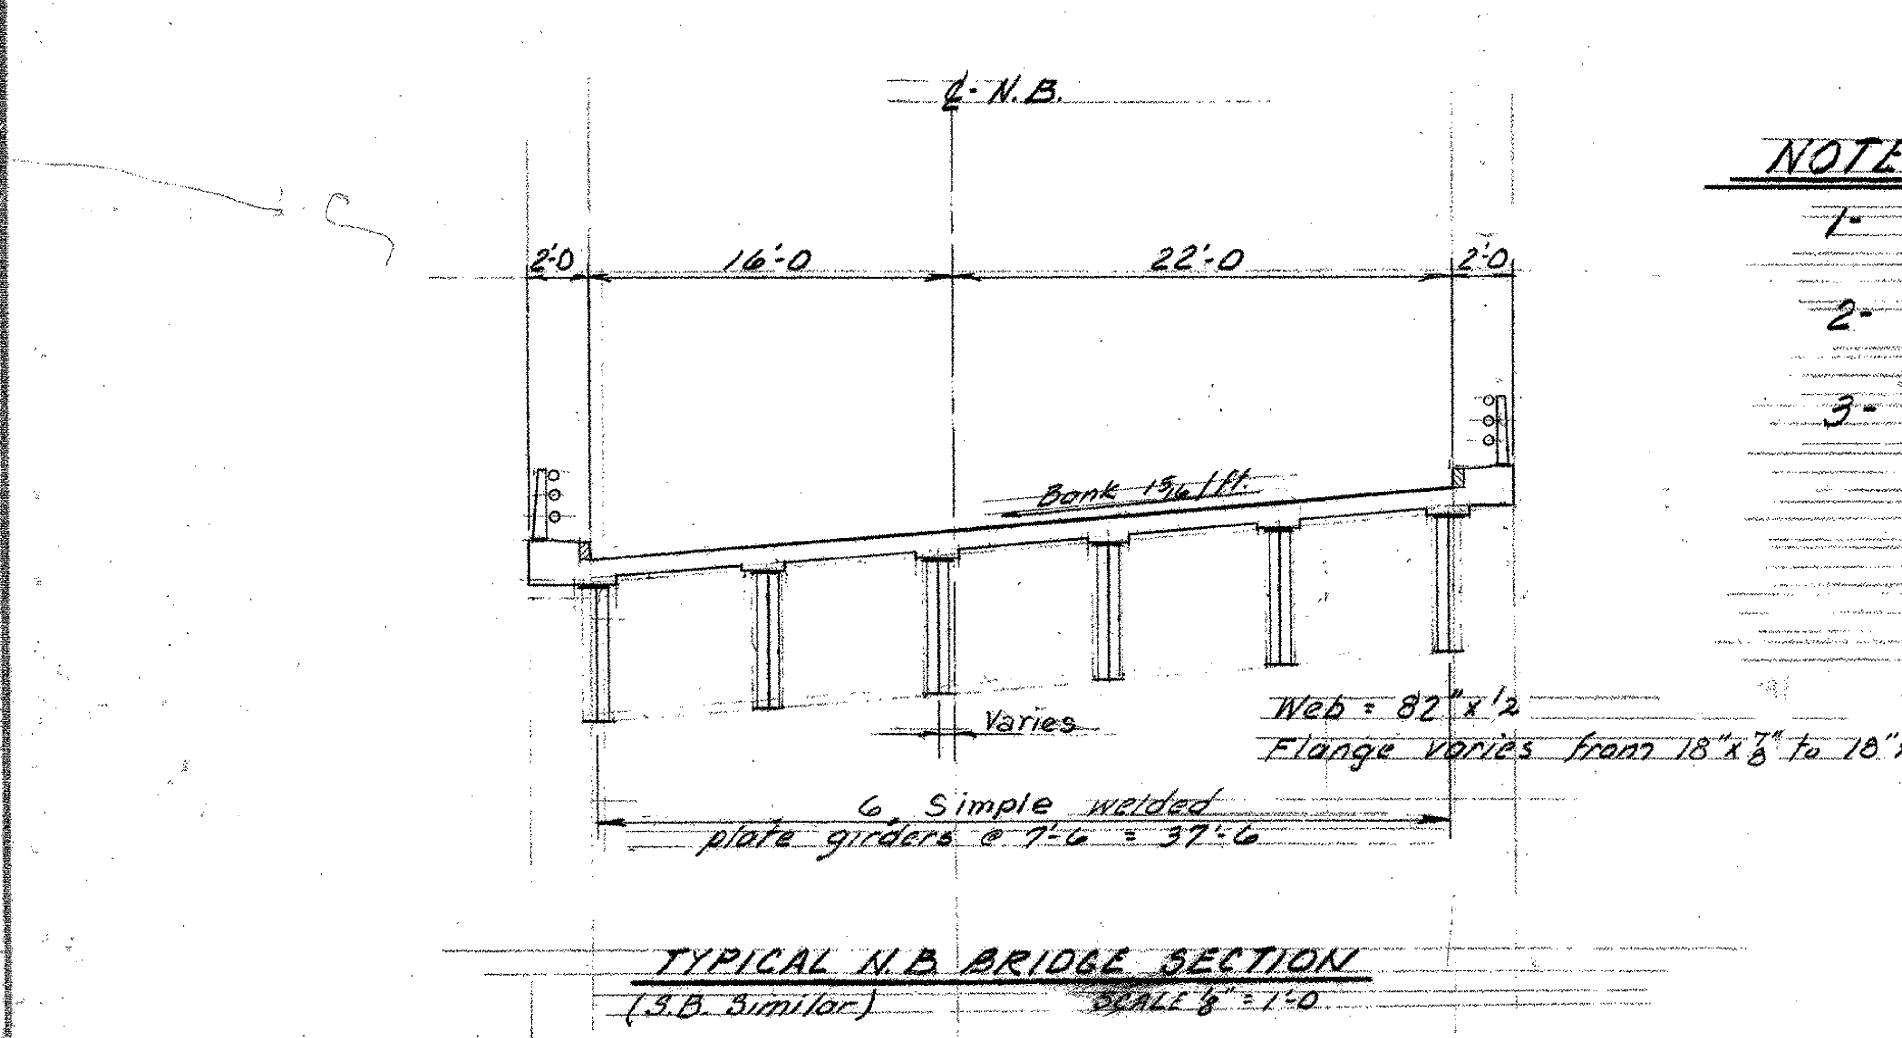 ℄-N.B.
NOTE
1-
2'-0 16'-0 22'-0 2'-0
2-
3-
Bank 1 5/16 / ft.
Web = 82" x 1/2
Varies
Flange varies from 18" x 7/8" to 18"
6 Simple welded
plate girders @ 7'-6 = 37'-6
TYPICAL N.B. BRIDGE SECTION
(S.B. Similar) SCALE 1/8" = 1'-0